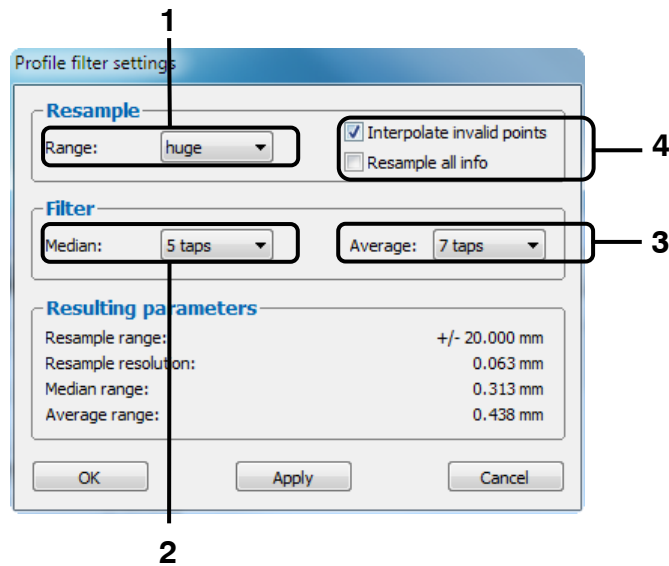 1
Profile filter settings
Resample
Range: huge
Interpolate invalid points
Resample all info
4
Filter
Median: 5 taps
Average: 7 taps
3
Resulting parameters
Resample range: +/- 20.000 mm
Resample resolution: 0.063 mm
Median range: 0.313 mm
Average range: 0.438 mm
OK Apply Cancel
2